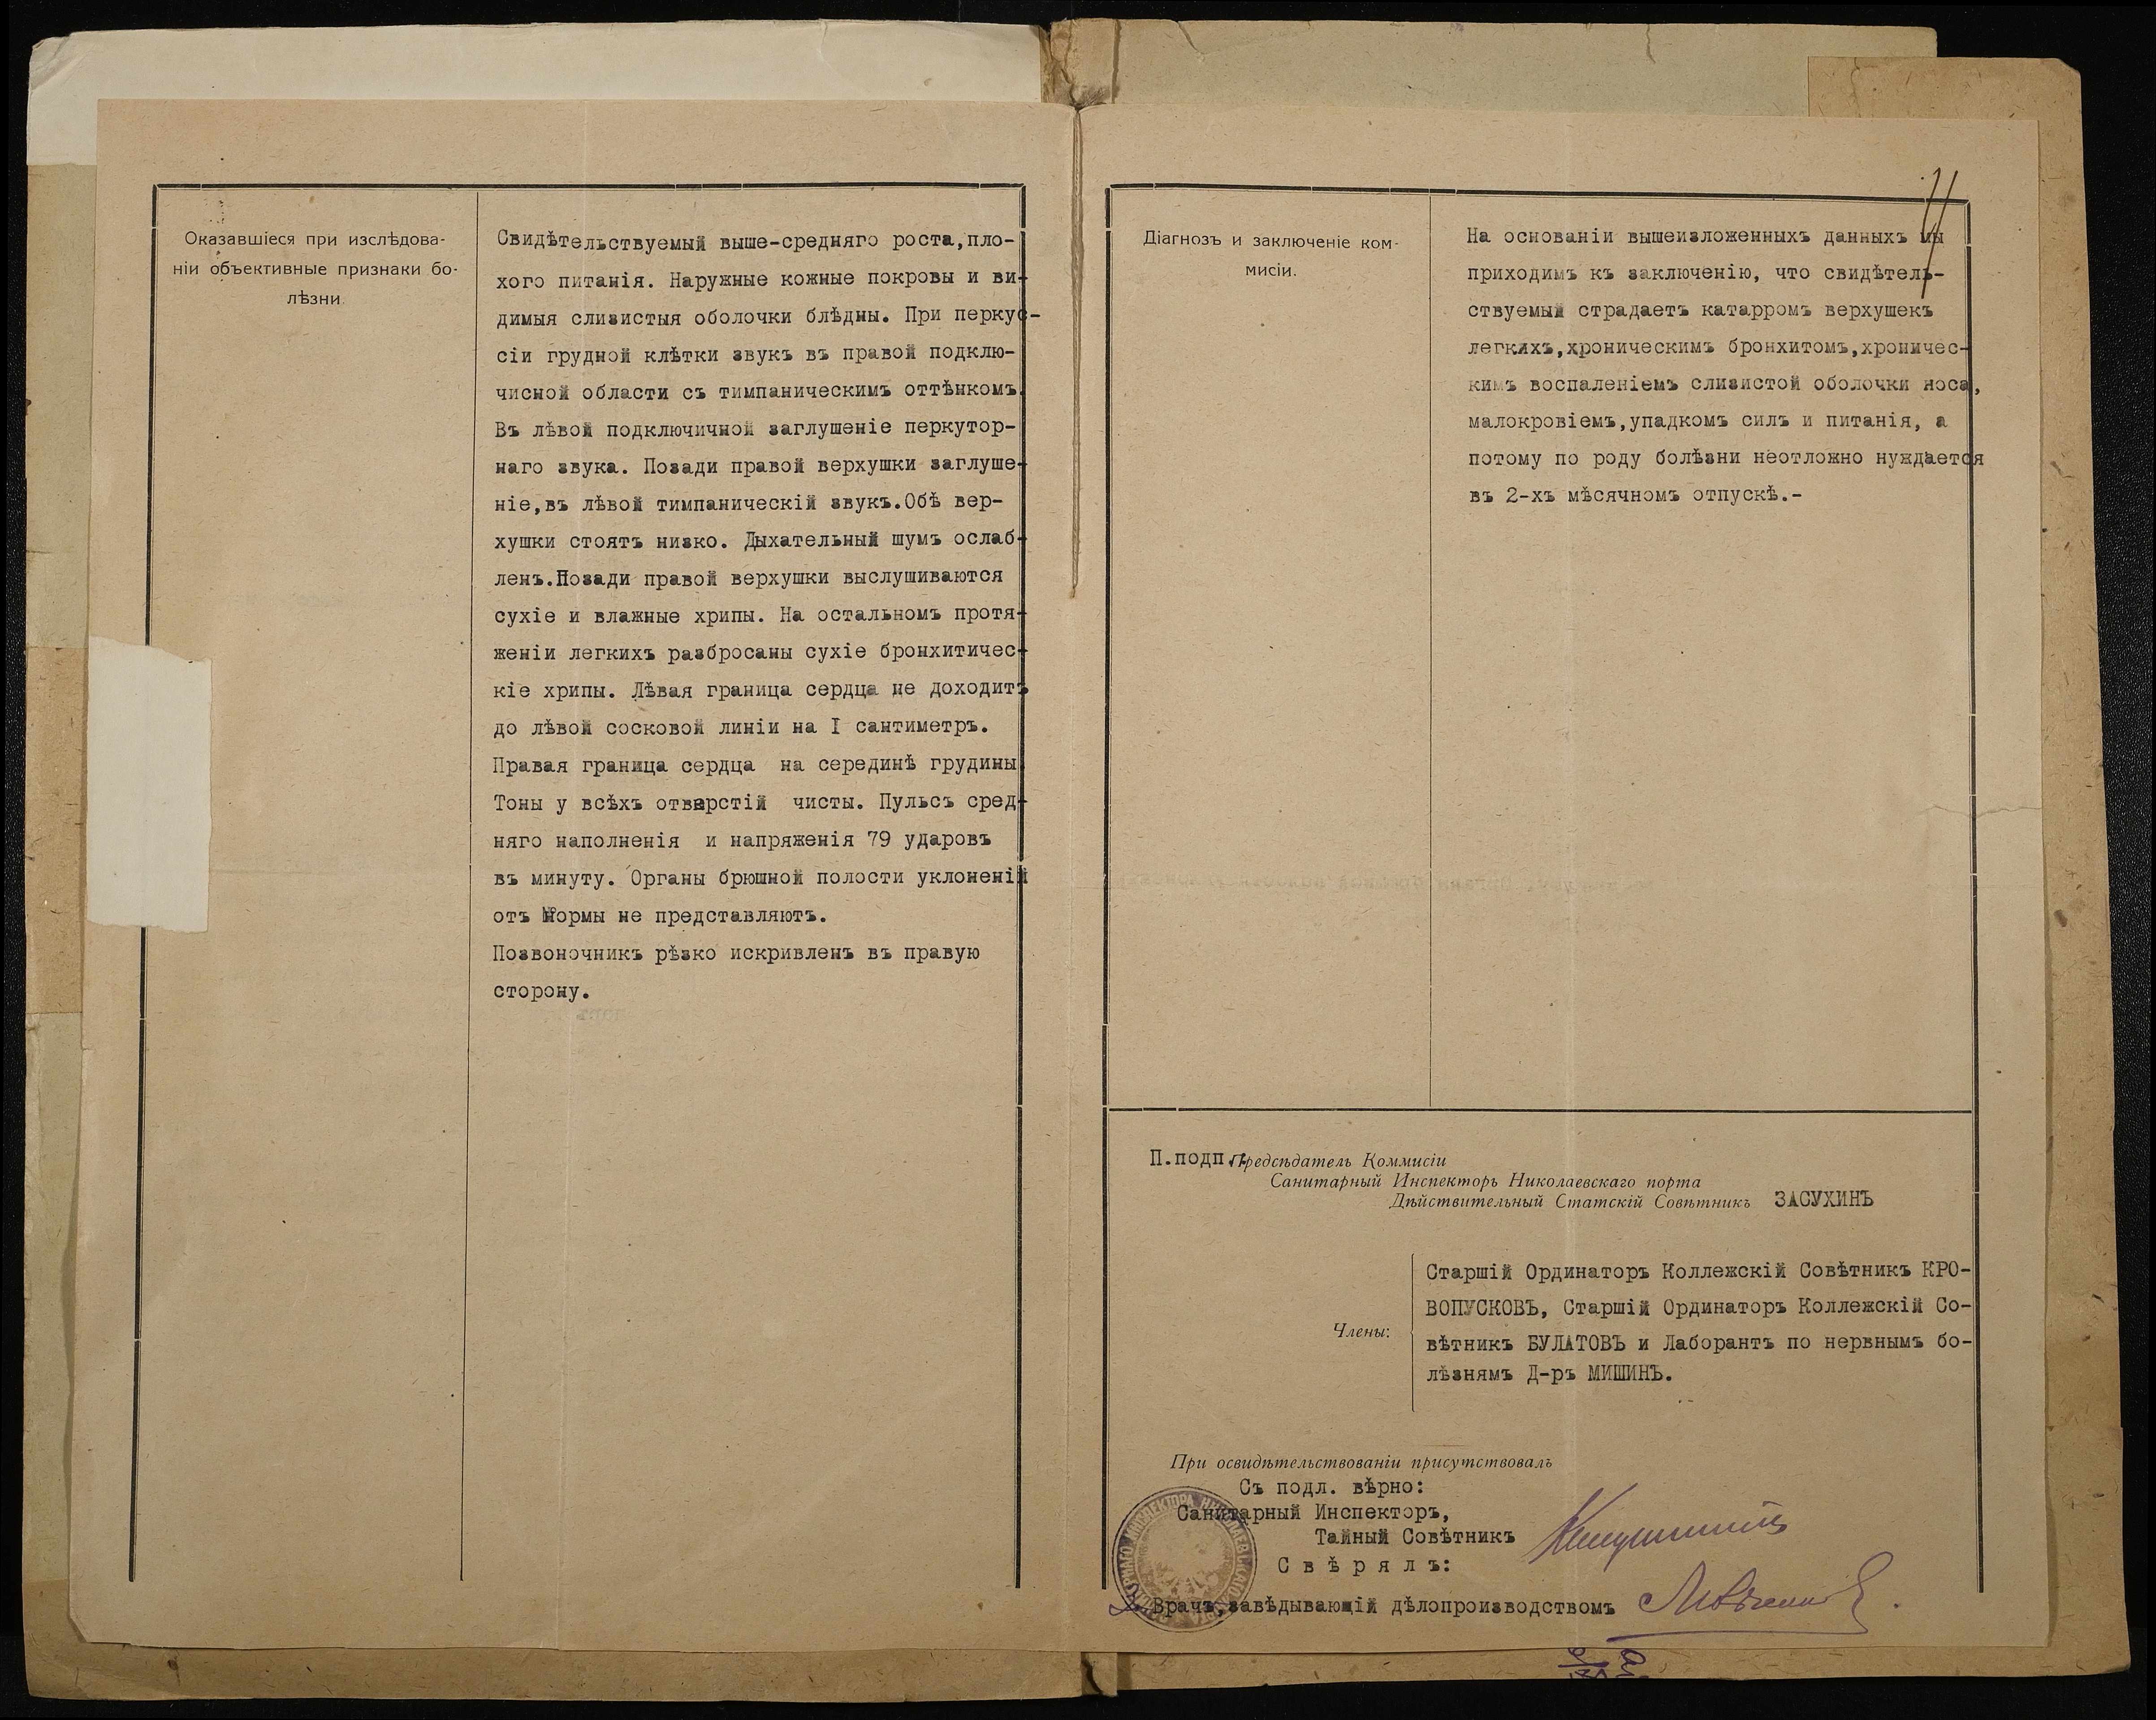 Оказавшіеся при изслѣдова-
ніи объективные признаки бо-
лѣзни.
Свидѣтельствуемый выше-средняго роста,пло-
хого питанія. Наружные кожные покровы и ви-
димыя слизистыя оболочки блѣдны. При перкус-
сіи грудной клѣтки звукъ въ правой подклю-
чисной области съ тимпаническимъ оттѣнкомъ.
Въ лѣвой подключичной заглушеніе перкутор-
наго звука. Позади правой верхушки заглуше-
ніе,въ лѣвой тимпаническій звукъ.Обѣ вер-
хушки стоятъ низко. Дыхательный шумъ ослаб-
ленъ.Позади правой верхушки выслушиваются
сухіе и влажные хрипы. На остальномъ протя-
женіи легкихъ разбросаны сухіе бронхитичес-
кіе хрипы. Лѣвая граница сердца не доходитъ
до лѣвой сосковой линіи на I сантиметръ.
Правая граница сердца на серединѣ грудины.
Тоны у всѣхъ отверстій чисты. Пульсъ сред-
няго наполненія и напряженія 79 ударовъ
въ минуту. Органы брюшной полости уклоненій
отъ нормы не представляютъ.
Позвоночникъ рѣзко искривленъ въ правую
сторону.
11
Діагнозъ и заключеніе ком-
мисіи.
На основаніи вышеизложенныхъ данныхъ мы
приходимъ къ заключенію, что свидѣтель-
ствуемый страдаетъ катарромъ верхушекъ
легкихъ,хроническимъ бронхитомъ,хроничес-
кимъ воспаленіемъ слизистой оболочки носа,
малокровіемъ,упадкомъ силъ и питанія, а
потому по роду болѣзни неотложно нуждается
въ 2-хъ мѣсячномъ отпускѣ.-
П.подп. Предсѣдатель Коммисіи
Санитарный Инспекторъ Николаевскаго порта
Дѣйствительный Статскій Совѣтникъ ЗАСУХИНЪ
Члены:
Старшій Ординаторъ Коллежскій Совѣтникъ КРО-
ВОПУСКОВЪ, Старшій Ординаторъ Коллежскій Со-
вѣтникъ БУЛАТОВЪ и Лаборантъ по нервнымъ бо-
лѣзнямъ Д-ръ МИШИНЪ.
При освидѣтельствованіи присутствовалъ
Съ подл. вѣрно:
Санитарный Инспекторъ,
Тайный Совѣтникъ
Свѣрялъ:
Врачъ,завѣдывающій дѣлопроизводствомъ